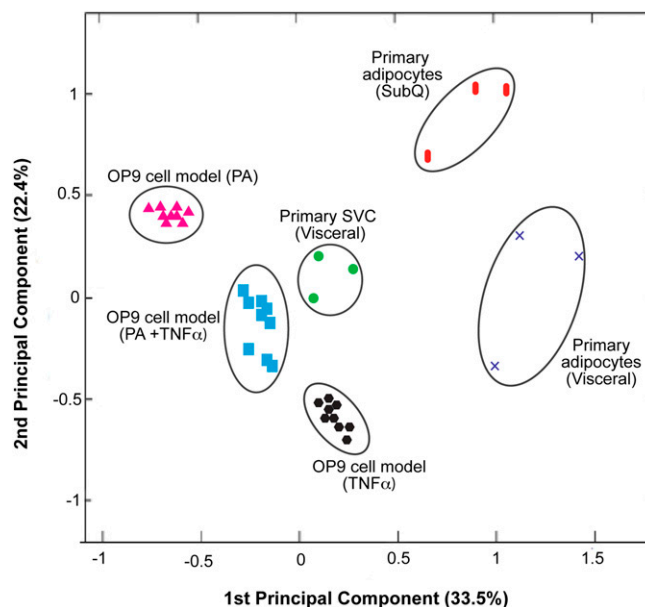 Primary
adipocytes
(SubQ)
OP9 cell model (PA)
Primary SVC
(Visceral)
OP9 cell model
(PA +TNFα)
Primary
adipocytes
(Visceral)
OP9 cell model
(TNFα)
2nd Principal Component (22.4%)
1
0.5
0
-0.5
-1
-1
-0.5
0
0.5
1
1.5
1st Principal Component (33.5%)